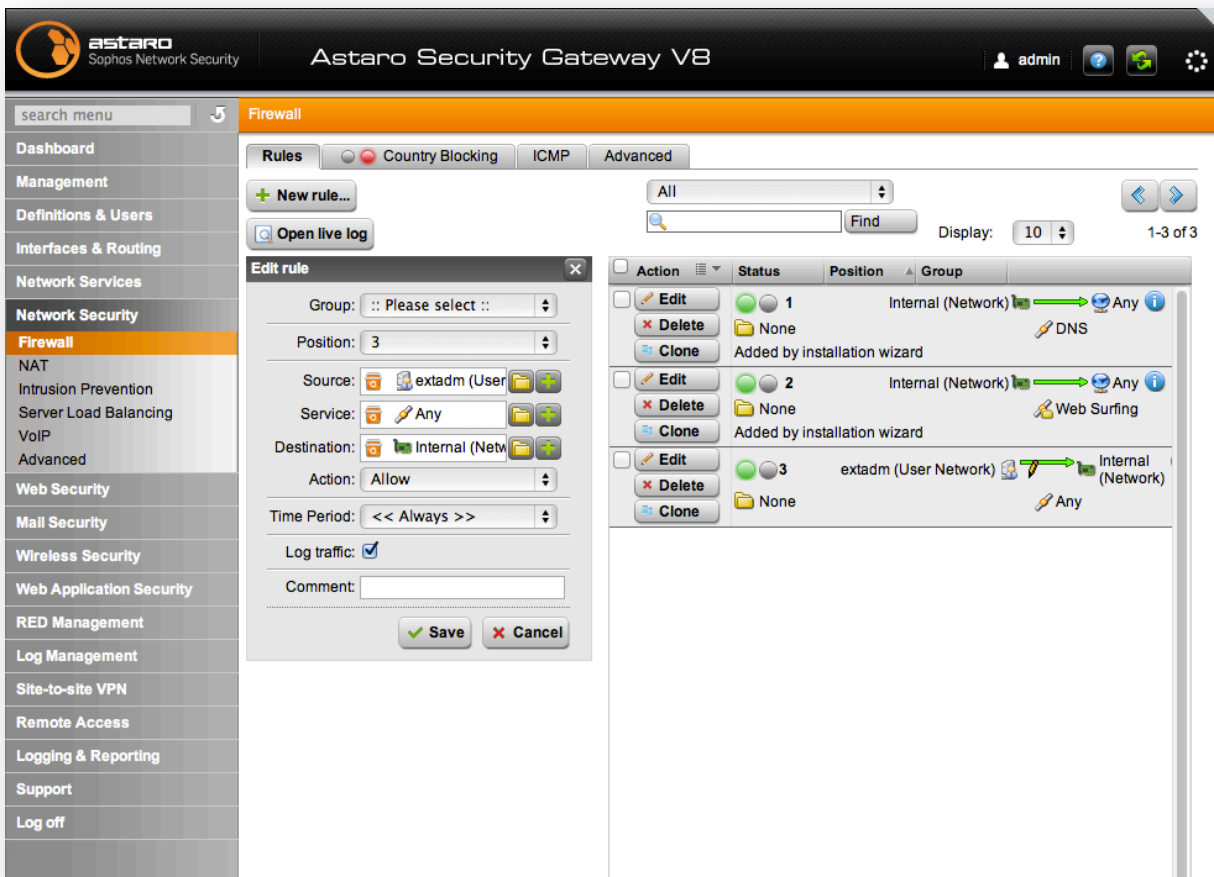 astaro
Sophos Network Security
Astaro Security Gateway V8
admin
search menu
Dashboard
Management
Definitions & Users
Interfaces & Routing
Network Services
Network Security
Firewall
NAT
Intrusion Prevention
Server Load Balancing
VoIP
Advanced
Web Security
Mail Security
Wireless Security
Web Application Security
RED Management
Log Management
Site-to-site VPN
Remote Access
Logging & Reporting
Support
Log off
Firewall
Rules Country Blocking ICMP Advanced
+ New rule...
Open live log
All
Find
Display: 10
1-3 of 3
Edit rule
Group: :: Please select ::
Position: 3
Source: extadm (User
Service: Any
Destination: Internal (Netw
Action: Allow
Time Period: << Always >>
Log traffic:
Comment:
Save Cancel
Action Status Position Group
Edit 1 Internal (Network) Any
Delete None DNS
Clone Added by installation wizard
Edit 2 Internal (Network) Any
Delete None Web Surfing
Clone Added by installation wizard
Edit 3 extadm (User Network) Internal
(Network)
Delete None Any
Clone